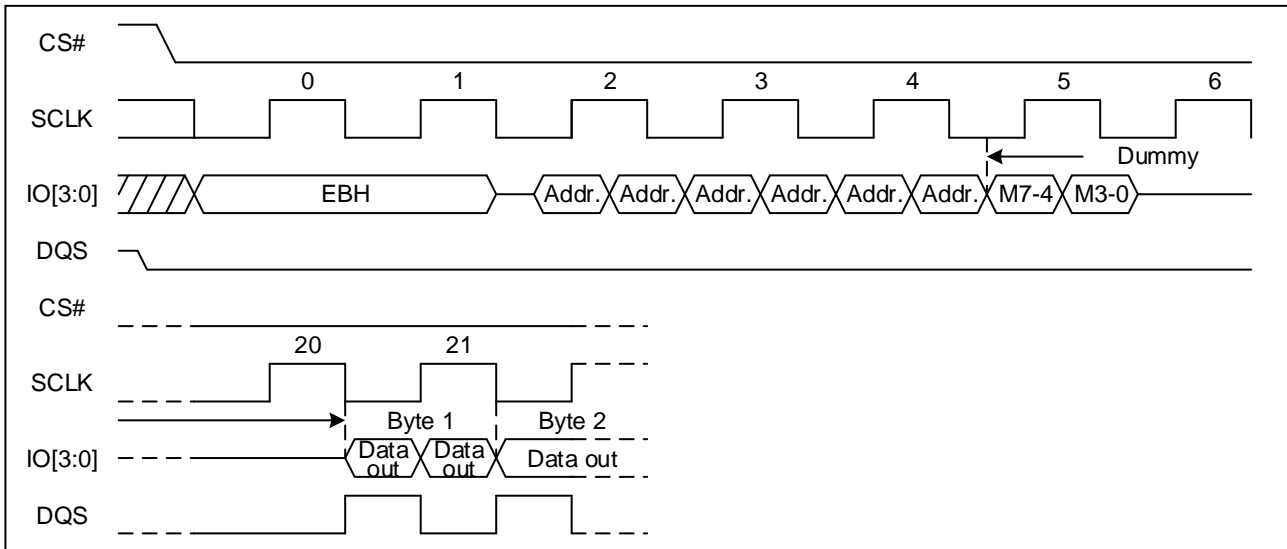 CS#
0 1 2 3 4 5 6
SCLK
Dummy
IO[3:0] EBH Addr. Addr. Addr. Addr. Addr. Addr. M7-4 M3-0
DQS
CS#
20 21
SCLK
Byte 1 Byte 2
IO[3:0] Data out Data out Data out
DQS